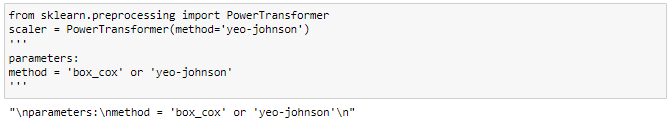 from sklearn.preprocessing import PowerTransformer
scaler = PowerTransformer(method='yeo-johnson')
'''
parameters:
method = 'box_cox' or 'yeo-johnson'
'''
"\nparameters:\nmethod = 'box_cox' or 'yeo-johnson'\n"